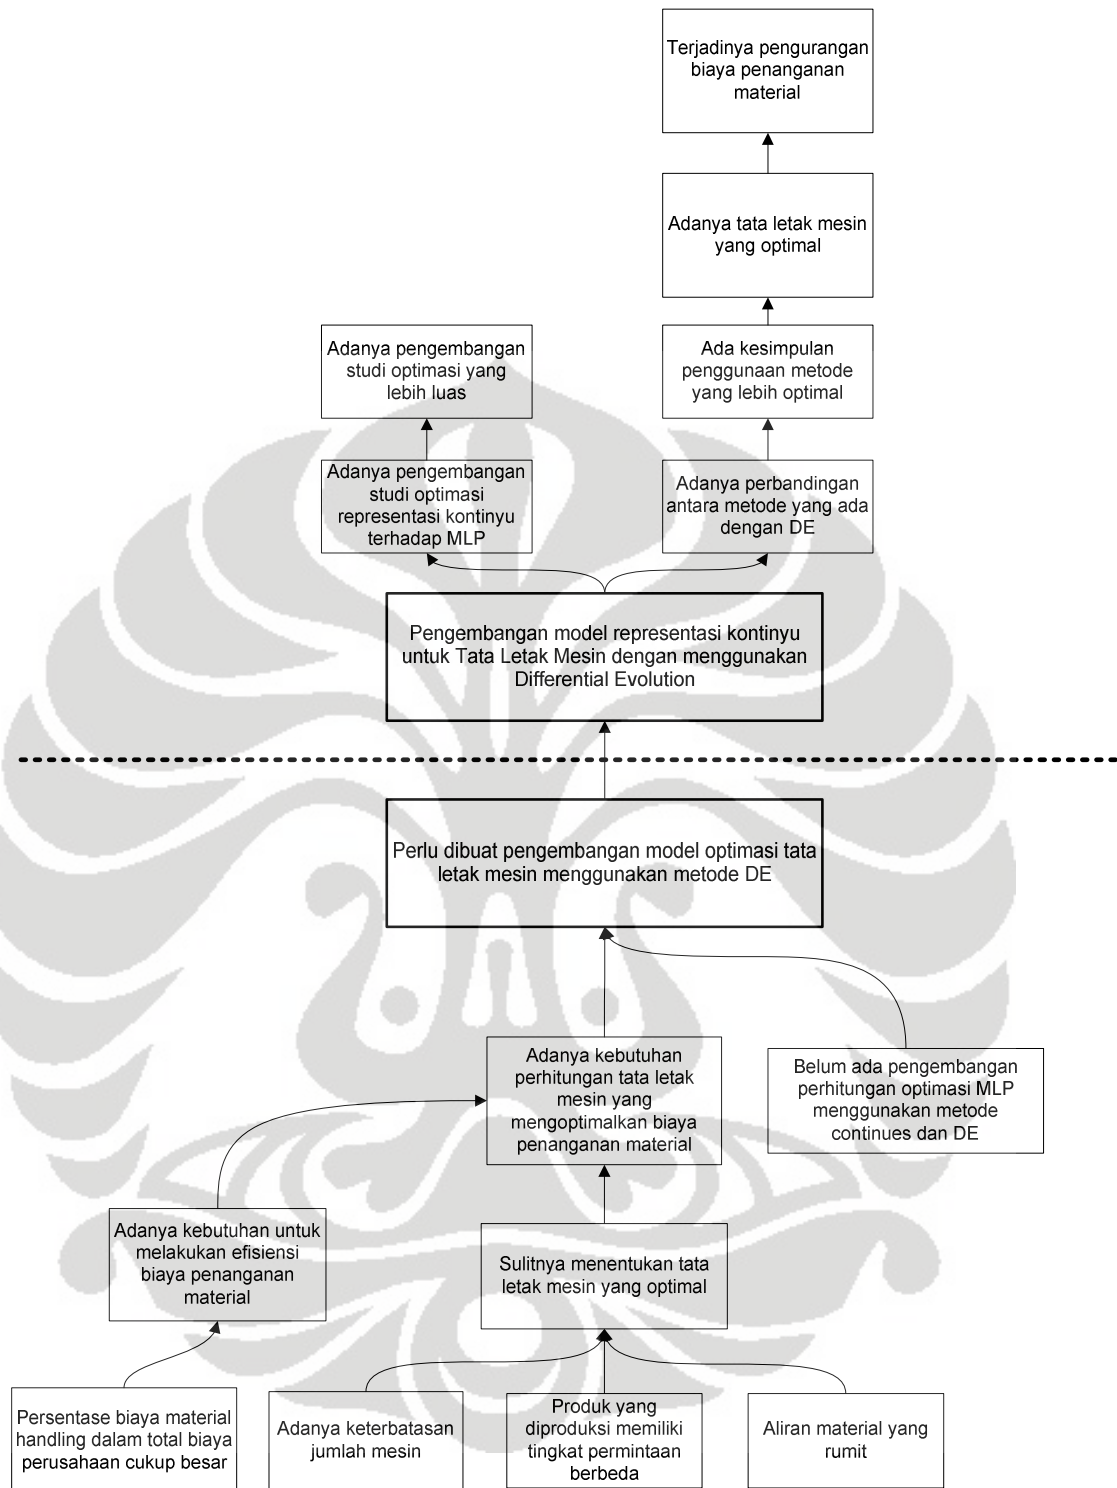 Terjadinya pengurangan
biaya penanganan
material
Adanya tata letak mesin
yang optimal
Adanya pengembangan
studi optimasi yang
lebih luas
Ada kesimpulan
penggunaan metode
yang lebih optimal
Adanya pengembangan
studi optimasi
representasi kontinyu
terhadap MLP
Adanya perbandingan
antara metode yang ada
dengan DE
Pengembangan model representasi kontinyu
untuk Tata Letak Mesin dengan menggunakan
Differential Evolution
Perlu dibuat pengembangan model optimasi tata
letak mesin menggunakan metode DE
Adanya kebutuhan
perhitungan tata letak
mesin yang
mengoptimalkan biaya
penanganan material
Belum ada pengembangan
perhitungan optimasi MLP
menggunakan metode
continues dan DE
Adanya kebutuhan untuk
melakukan efisiensi
biaya penanganan
material
Sulitnya menentukan tata
letak mesin yang optimal
Persentase biaya material
handling dalam total biaya
perusahaan cukup besar
Adanya keterbatasan
jumlah mesin
Produk yang
diproduksi memiliki
tingkat permintaan
berbeda
Aliran material yang
rumit